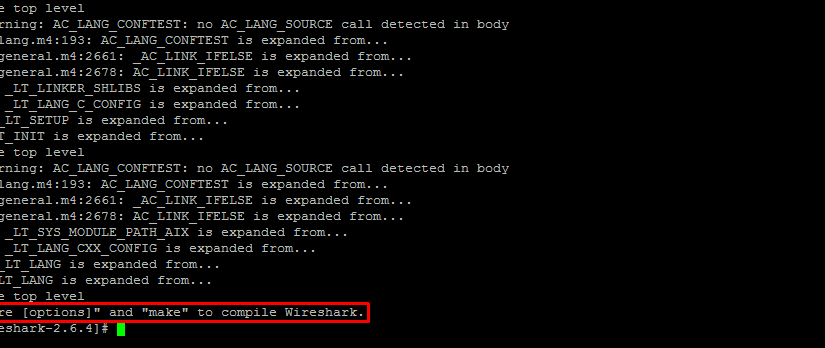 e top level
rning: AC_LANG_CONFTEST: no AC_LANG_SOURCE call detected in body
lang.m4:193: AC_LANG_CONFTEST is expanded from...
general.m4:2661: _AC_LINK_IFELSE is expanded from...
general.m4:2678: AC_LINK_IFELSE is expanded from...
_LT_LINKER_SHLIBS is expanded from...
_LT_LANG_C_CONFIG is expanded from...
_LT_SETUP is expanded from...
T_INIT is expanded from...
e top level
rning: AC_LANG_CONFTEST: no AC_LANG_SOURCE call detected in body
lang.m4:193: AC_LANG_CONFTEST is expanded from...
general.m4:2661: _AC_LINK_IFELSE is expanded from...
general.m4:2678: AC_LINK_IFELSE is expanded from...
_LT_SYS_MODULE_PATH_AIX is expanded from...
_LT_LANG_CXX_CONFIG is expanded from...
_LT_LANG is expanded from...
LT_LANG is expanded from...
e top level
re [options]" and "make" to compile Wireshark.
eshark-2.6.4]#